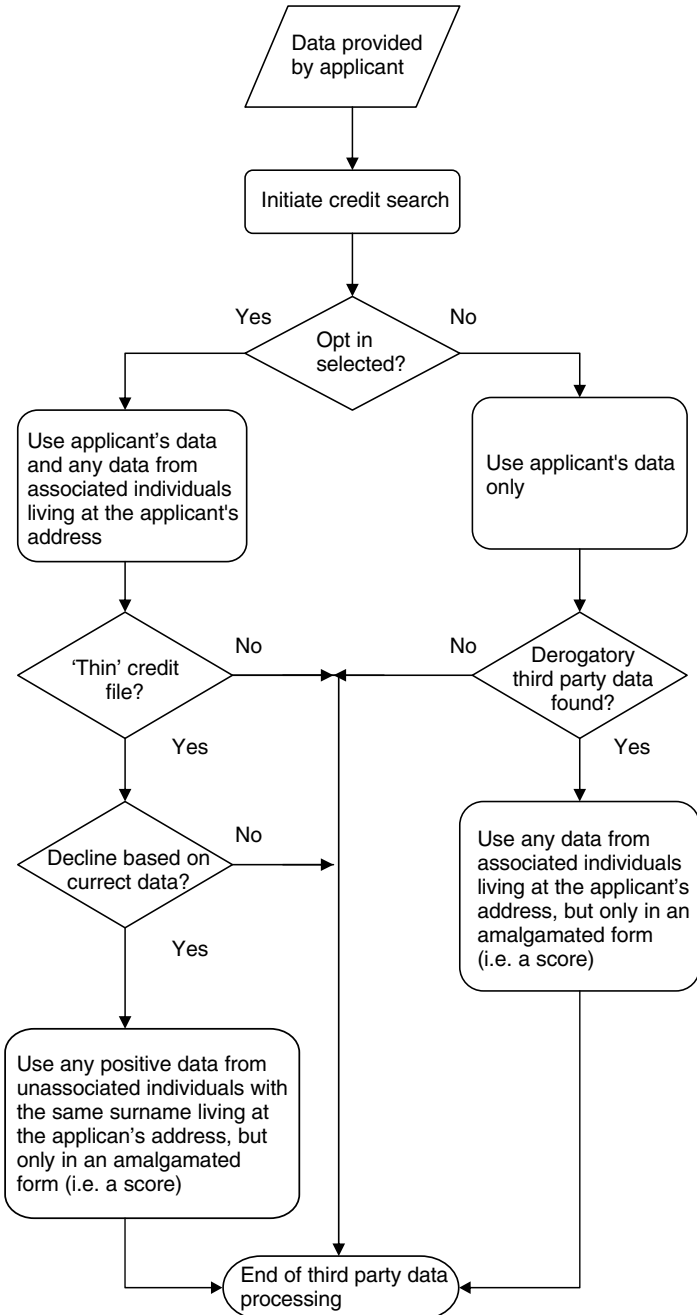 Data provided
by applicant
Initiate credit search
Yes
No
Opt in
selected?
Use applicant’s data
and any data from
associated individuals
living at the applicant's
address
Use applicant's data
only
‘Thin’ credit
file?
No
No
Derogatory
third party data
found?
Yes
Yes
Decline based on
currect data?
No
Use any data from
associated individuals
living at the applicant’s
address, but only in an
amalgamated form
(i.e. a score)
Yes
Use any positive data from
unassociated individuals with
the same surname living at
the applican’s address, but
only in an amalgamated
form (i.e. a score)
End of third party data
processing